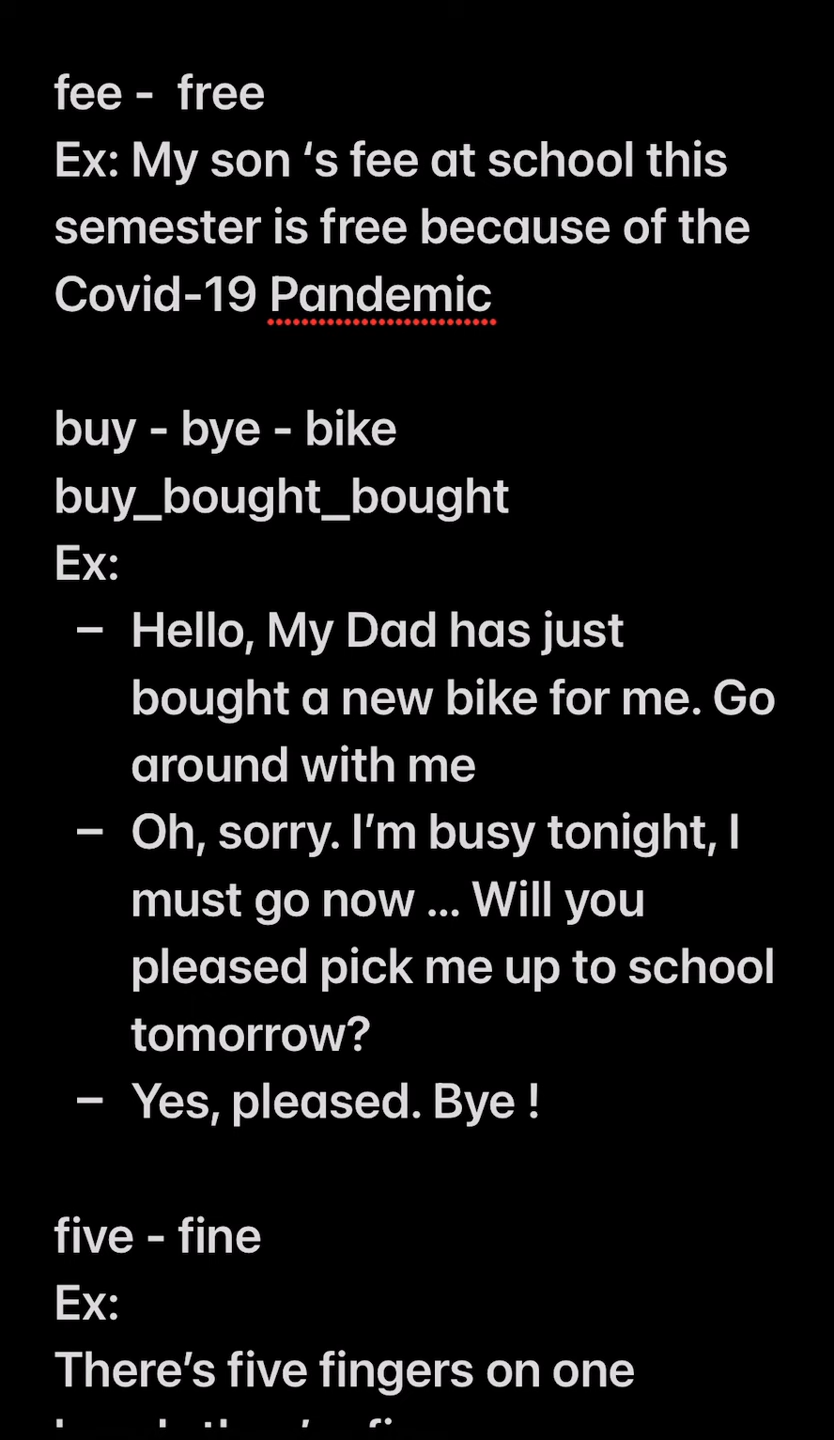 fee -  free
Ex: My son ‘s fee at school this
semester is free because of the
Covid-19 Pandemic
buy - bye - bike
buy_bought_bought
Ex:
– Hello, My Dad has just
bought a new bike for me. Go
around with me
– Oh, sorry. I’m busy tonight, I
must go now ... Will you
pleased pick me up to school
tomorrow?
– Yes, pleased. Bye !
five - fine
Ex:
There’s five fingers on one